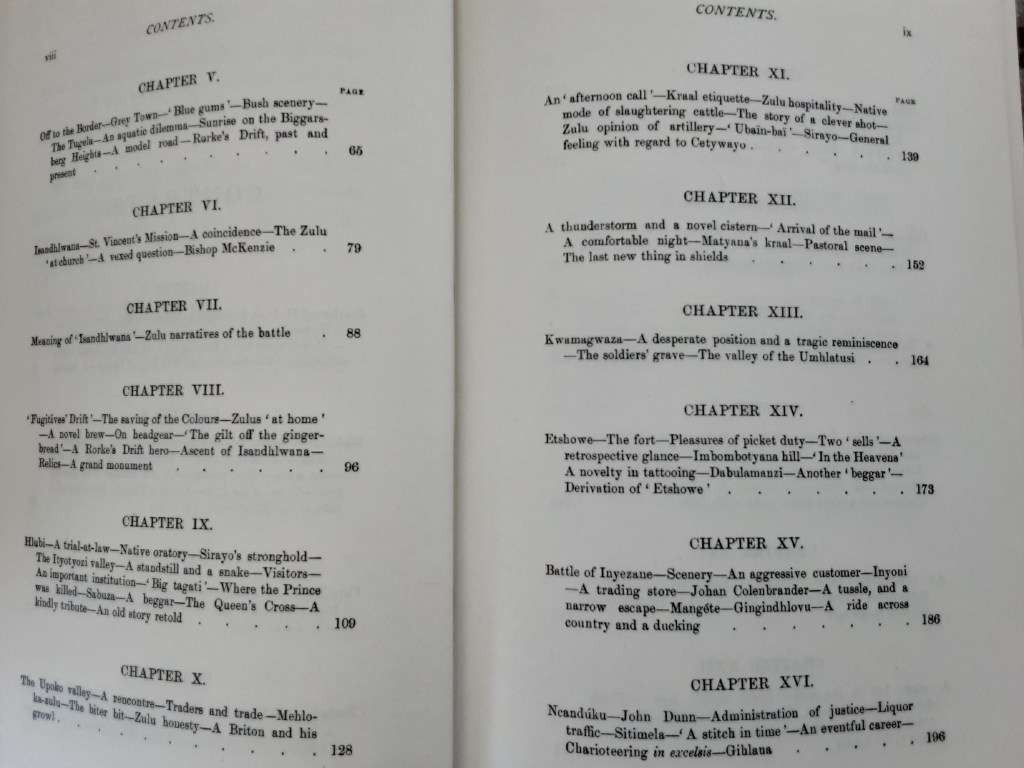 CONTENTS.
viii
CHAPTER V.
PAGE
Off to the Border—Grey Town—'Blue gums'—Bush scenery—
The Tugela—An aquatic dilemma—Sunrise on the Biggars-
berg Heights—A model road—Rorke's Drift, past and
present . . . . . . . . 65
CHAPTER VI.
Isandhlwana—St. Vincent's Mission—A coincidence—The Zulu
'at church'—A vexed question—Bishop McKenzie . . 79
CHAPTER VII.
Meaning of 'Isandhlwana'—Zulu narratives of the battle . 88
CHAPTER VIII.
'Fugitives' Drift'—The saving of the Colours—Zulus 'at home'
—A novel brew—On headgear—'The gilt off the ginger-
bread'—A Rorke's Drift hero—Ascent of Isandhlwana—
Relics—A grand monument . . . . . . 96
CHAPTER IX.
Hlubi—A trial-at-law—Native oratory—Sirayo's stronghold—
The Ityotyozi valley—A standstill and a snake—Visitors—
An important institution—'Big tagati'—Where the Prince
was killed—Sabuza—A beggar—The Queen's Cross—A
kindly tribute—An old story retold . . . . . 109
CHAPTER X.
The Upoko valley—A rencontre—Traders and trade—Mehlo-
ka-zulu—The biter bit—Zulu honesty—A Briton and his
growl . . . . . . . . . 128
CONTENTS.
ix
CHAPTER XI.
PAGE
An 'afternoon call'—Kraal etiquette—Zulu hospitality—Native
mode of slaughtering cattle—The story of a clever shot—
Zulu opinion of artillery—'Ubain-bai'—Sirayo—General
feeling with regard to Cetywayo . . . . . 139
CHAPTER XII.
A thunderstorm and a novel cistern—'Arrival of the mail'—
A comfortable night—Matyana's kraal—Pastoral scene—
The last new thing in shields . . . . . . 152
CHAPTER XIII.
Kwamagwaza—A desperate position and a tragic reminiscence
—The soldiers' grave—The valley of the Umhlatusi . . 164
CHAPTER XIV.
Etshowe—The fort—Pleasures of picket duty—Two 'sells'—A
retrospective glance—Imbombotyana hill—'In the Heavens'
A novelty in tattooing—Dabulamanzi—Another 'beggar'—
Derivation of 'Etshowe' . . . . . . . 173
CHAPTER XV.
Battle of Inyezane—Scenery—An aggressive customer—Inyoni
—A trading store—Johan Colenbrander—A tussle, and a
narrow escape—Mangéte—Gingindhlovu—A ride across
country and a ducking . . . . . . . 186
CHAPTER XVI.
Ncandúku—John Dunn—Administration of justice—Liquor
traffic—Sitimela—'A stitch in time'—An eventful career—
Charioteering in excelsis—Gihlana . . . . . 196